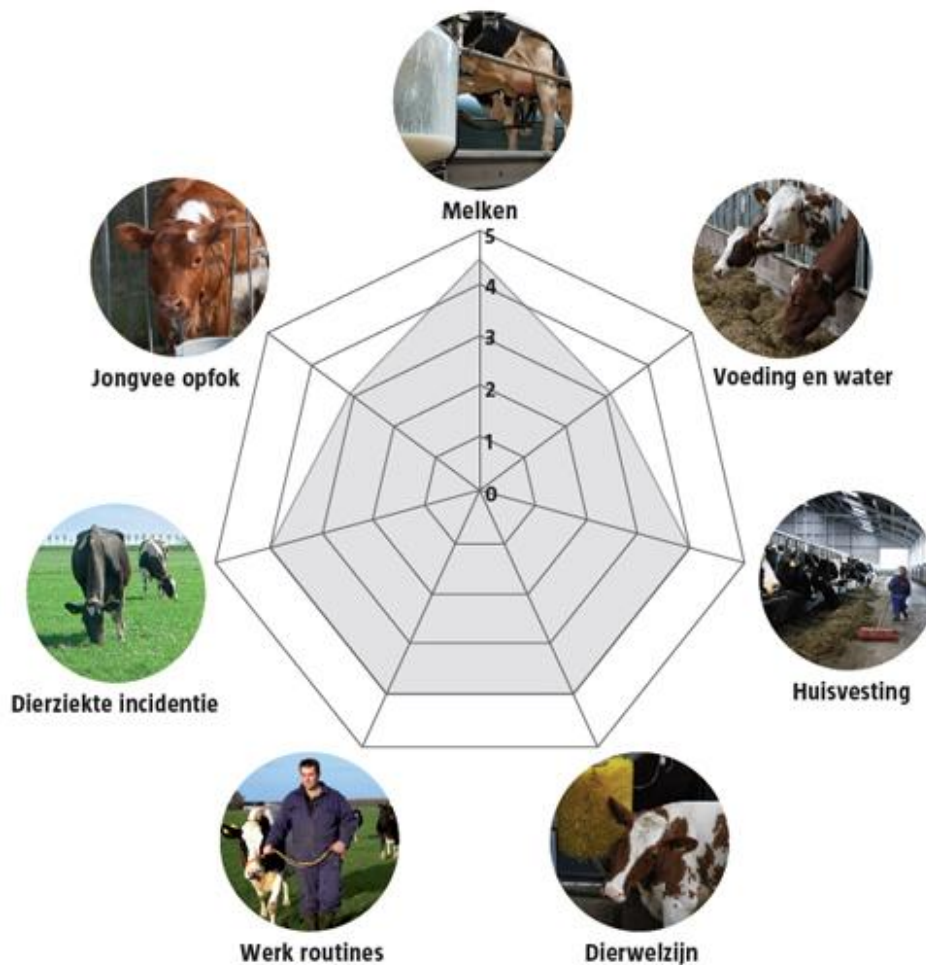 Melken
5
4
3
2
1
0
Jongvee opfok
Voeding en water
Dierziekte incidentie
Huisvesting
Werk routines
Dierwelzijn